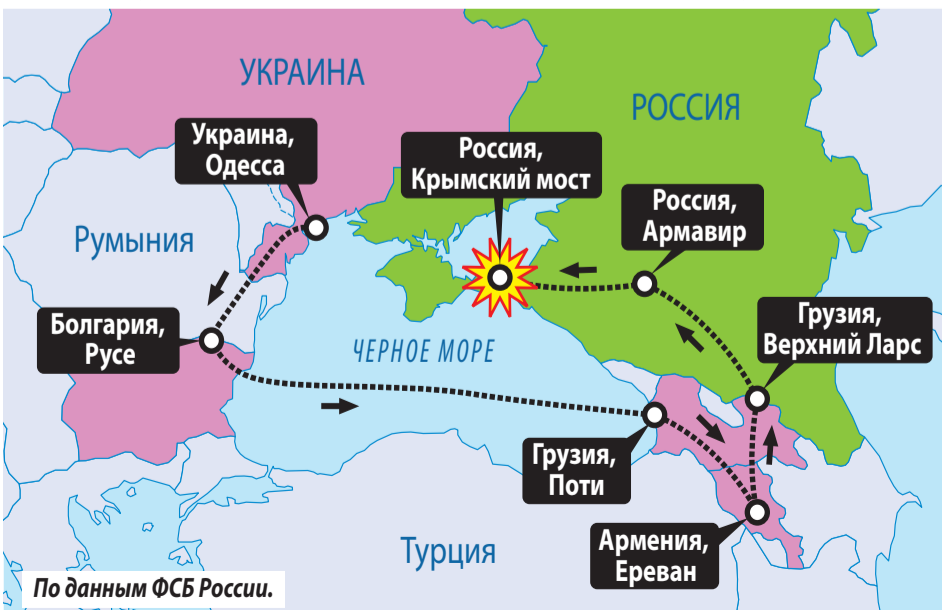 УКРАИНА
РОССИЯ
Украина,
Одесса
Россия,
Крымский мост
Россия,
Армавир
Румыния
Болгария,
Русе
ЧЕРНОЕ МОРЕ
Грузия,
Верхний Ларс
Грузия,
Поти
Армения,
Ереван
Турция
По данным ФСБ России.